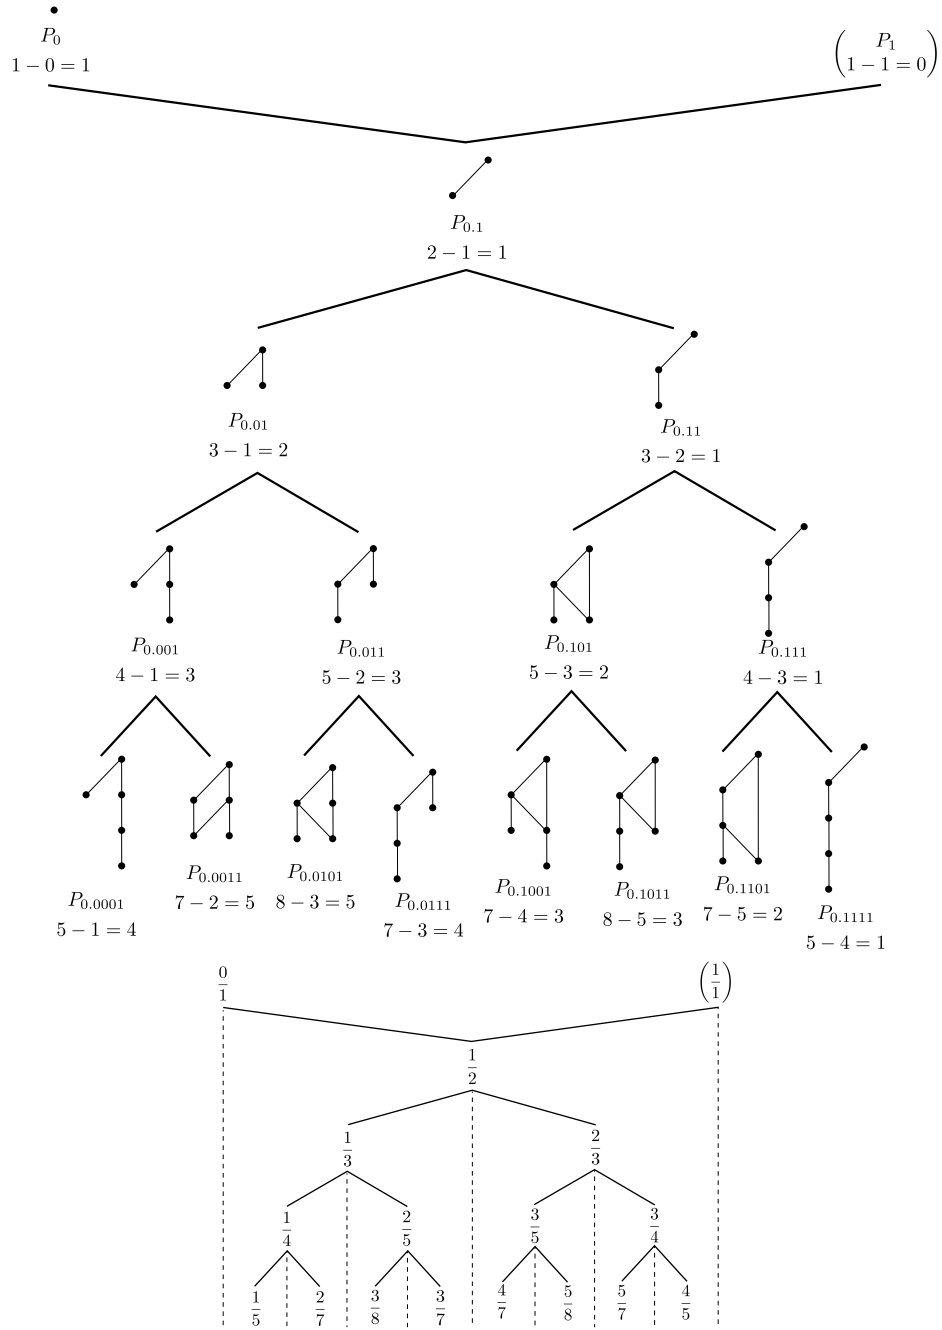 P_0
1 − 0 = 1
( P_1
1 − 1 = 0 )
P_{0.1}
2 − 1 = 1
P_{0.01}
3 − 1 = 2
P_{0.11}
3 − 2 = 1
P_{0.001}
4 − 1 = 3
P_{0.011}
5 − 2 = 3
P_{0.101}
5 − 3 = 2
P_{0.111}
4 − 3 = 1
P_{0.0001}
5 − 1 = 4
P_{0.0011}
7 − 2 = 5
P_{0.0101}
8 − 3 = 5
P_{0.0111}
7 − 3 = 4
P_{0.1001}
7 − 4 = 3
P_{0.1011}
8 − 5 = 3
P_{0.1101}
7 − 5 = 2
P_{0.1111}
5 − 4 = 1
0/1 (1/1)
1/2
1/3 2/3
1/4 2/5 3/5 3/4
1/5 2/7 3/8 3/7 4/7 5/8 5/7 4/5